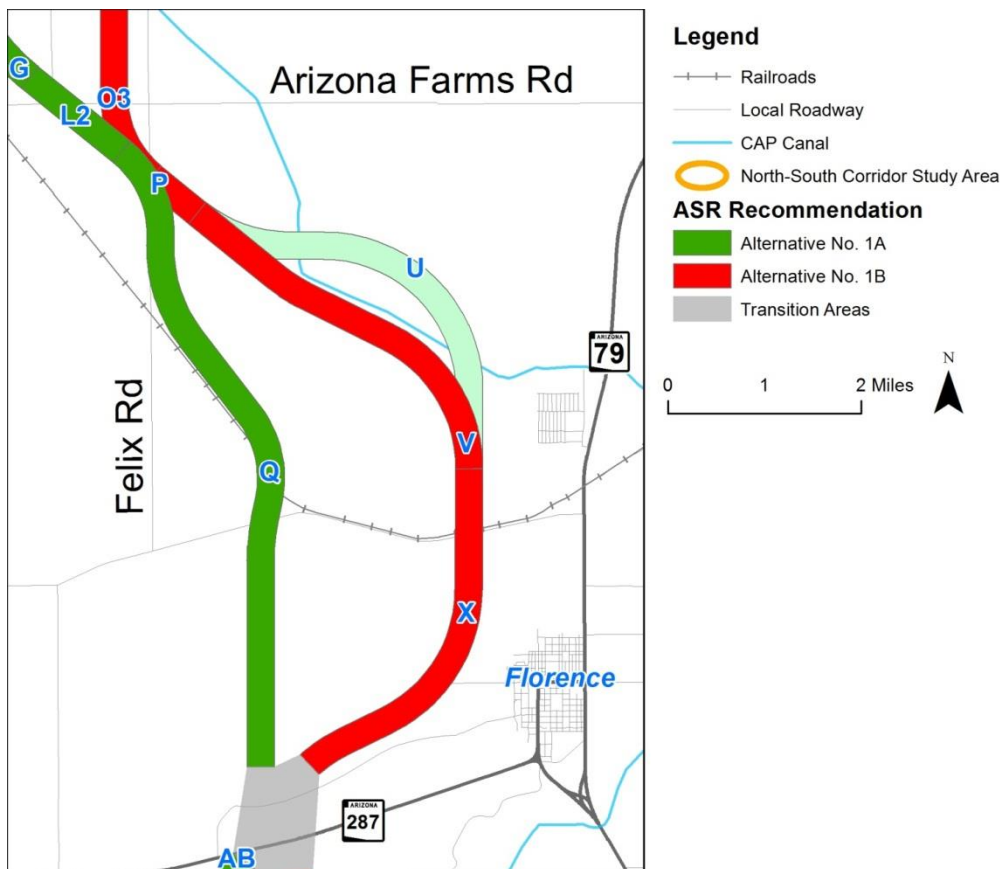 G
L2
O3
Arizona Farms Rd
P
U
ARIZONA
79
Felix Rd
V
Q
X
Florence
ARIZONA
287
AB
Legend
Railroads
Local Roadway
CAP Canal
North-South Corridor Study Area
ASR Recommendation
Alternative No. 1A
Alternative No. 1B
Transition Areas
0 1 2 Miles
N